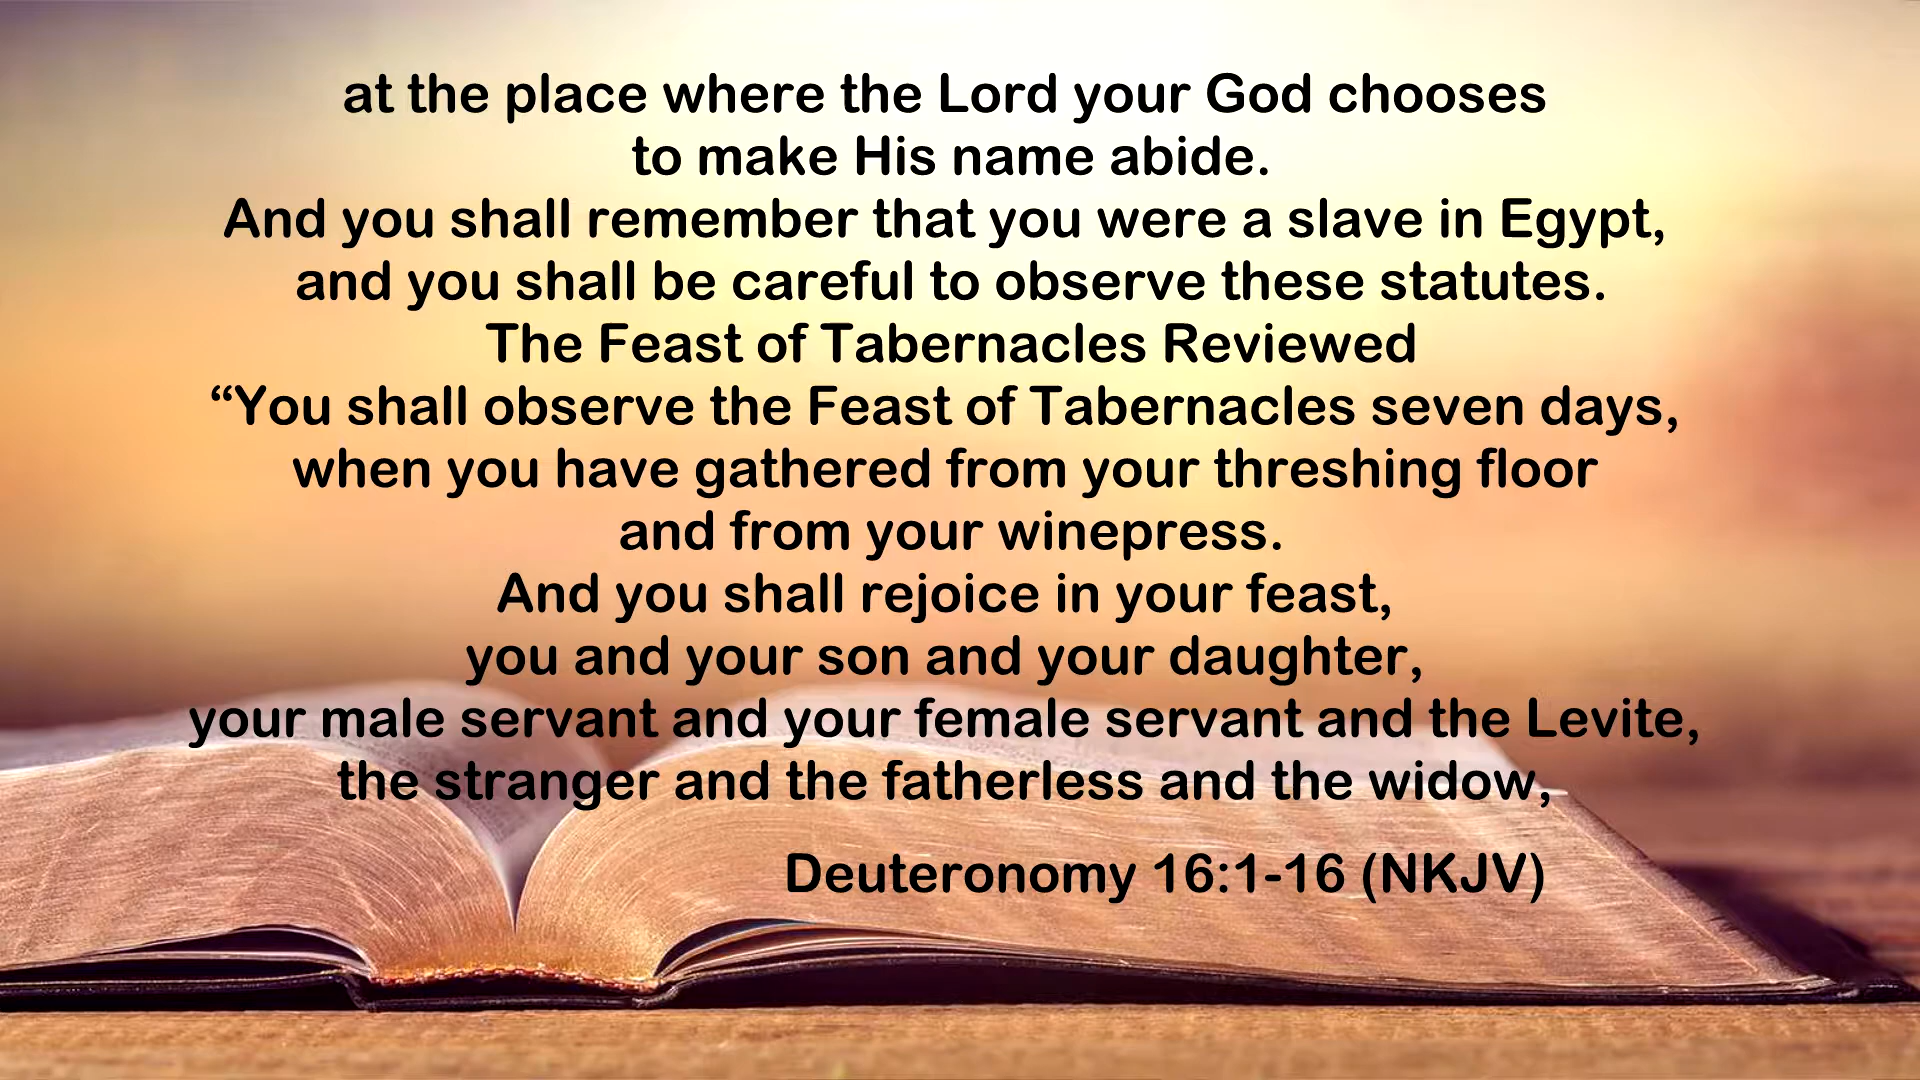 at the place where the Lord your God chooses
to make His name abide.
And you shall remember that you were a slave in Egypt,
and you shall be careful to observe these statutes.
The Feast of Tabernacles Reviewed
“You shall observe the Feast of Tabernacles seven days,
when you have gathered from your threshing floor
and from your winepress.
And you shall rejoice in your feast,
you and your son and your daughter,
your male servant and your female servant and the Levite,
the stranger and the fatherless and the widow,
Deuteronomy 16:1-16 (NKJV)